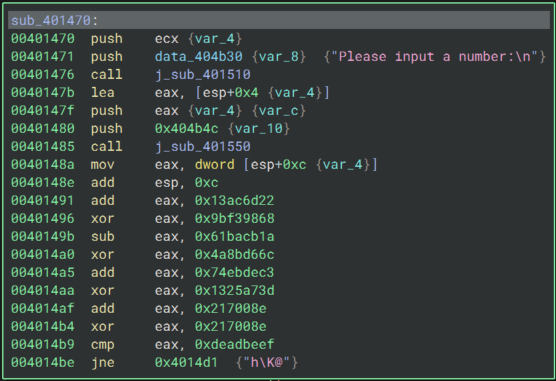 sub_401470:
00401470 push ecx {var_4}
00401471 push data_404b30 {var_8} {"Please input a number:\n"}
00401476 call j_sub_401510
0040147b lea eax, [esp+0x4 {var_4}]
0040147f push eax {var_4} {var_c}
00401480 push 0x404b4c {var_10}
00401485 call j_sub_401550
0040148a mov eax, dword [esp+0xc {var_4}]
0040148e add esp, 0xc
00401491 add eax, 0x13ac6d22
00401496 xor eax, 0x9bf39868
0040149b sub eax, 0x61bacb1a
004014a0 xor eax, 0x4a8bd66c
004014a5 add eax, 0x74ebdec3
004014aa xor eax, 0x1325a73d
004014af add eax, 0x217008e
004014b4 xor eax, 0x217008e
004014b9 cmp eax, 0xdeadbeef
004014be jne 0x4014d1 {"h\K@"}